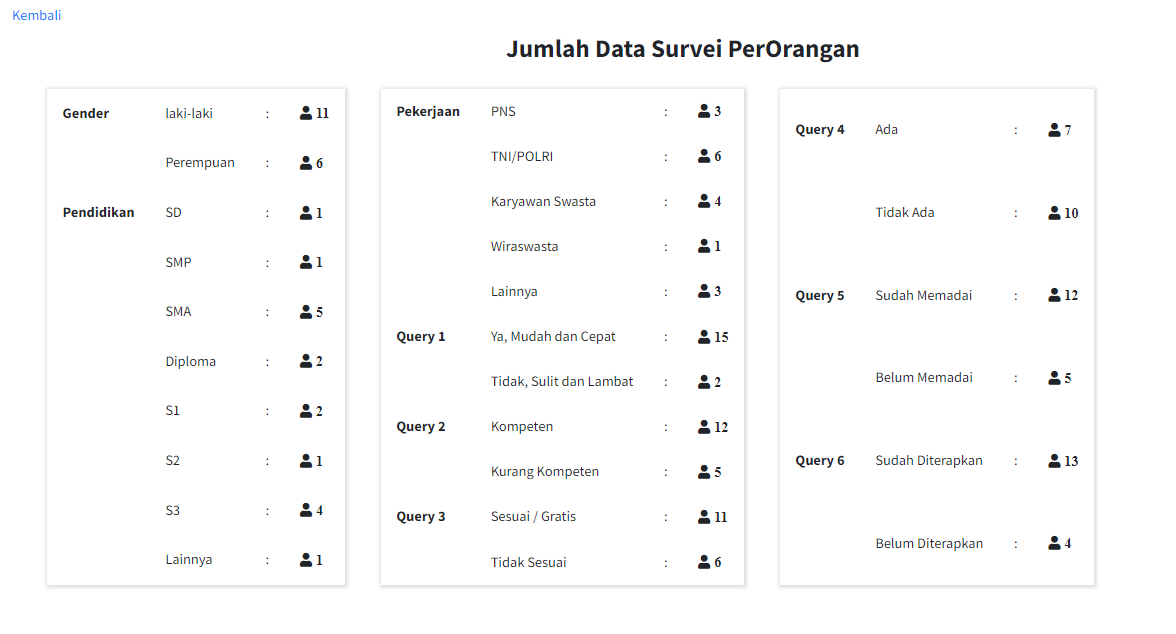 Kembali
Jumlah Data Survei PerOrangan
Gender laki-laki : 11
Perempuan : 6
Pendidikan SD : 1
SMP : 1
SMA : 5
Diploma : 2
S1 : 2
S2 : 1
S3 : 4
Lainnya : 1
Pekerjaan PNS : 3
TNI/POLRI : 6
Karyawan Swasta : 4
Wiraswasta : 1
Lainnya : 3
Query 1 Ya, Mudah dan Cepat : 15
Tidak, Sulit dan Lambat : 2
Query 2 Kompeten : 12
Kurang Kompeten : 5
Query 3 Sesuai / Gratis : 11
Tidak Sesuai : 6
Query 4 Ada : 7
Tidak Ada : 10
Query 5 Sudah Memadai : 12
Belum Memadai : 5
Query 6 Sudah Diterapkan : 13
Belum Diterapkan : 4